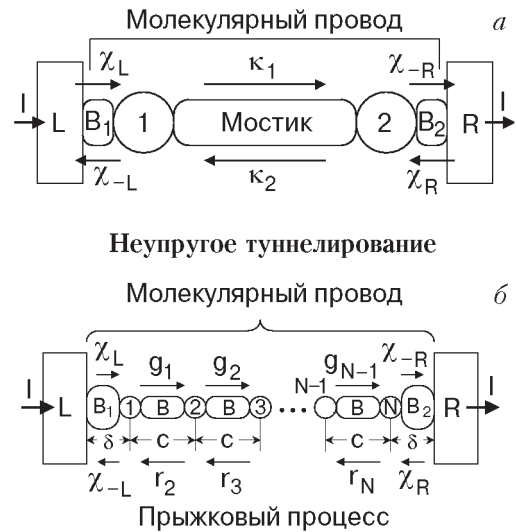 Молекулярный провод а
χL κ1 χ–R
I L B1 1 Мостик 2 B2 R I
χ–L κ2 χR
Неупругое туннелирование
Молекулярный провод б
χL g1 g2 N–1 gN–1 χ–R
I L B1 1 B 2 B 3 ... B N B2 R I
δ c c c δ
χ–L r2 r3 rN χR
Прыжковый процесс